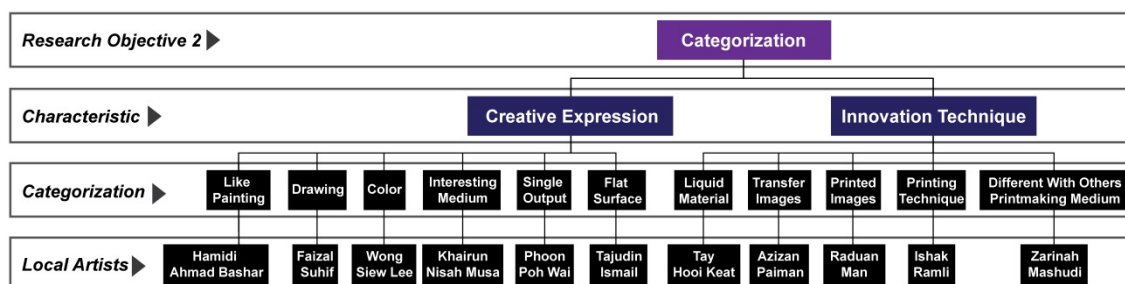 Research Objective 2
Categorization
Characteristic
Creative Expression
Innovation Technique
Categorization
Like
Painting
Drawing
Color
Interesting
Medium
Single
Output
Flat
Surface
Liquid
Material
Transfer
Images
Printed
Images
Printing
Technique
Different With Others
Printmaking Medium
Local Artists
Hamidi
Ahmad Bashar
Faizal
Suhif
Wong
Siew Lee
Khairun
Nisah Musa
Phoon
Poh Wai
Tajudin
Ismail
Tay
Hooi Keat
Azizan
Paiman
Raduan
Man
Ishak
Ramli
Zarinah
Mashudi